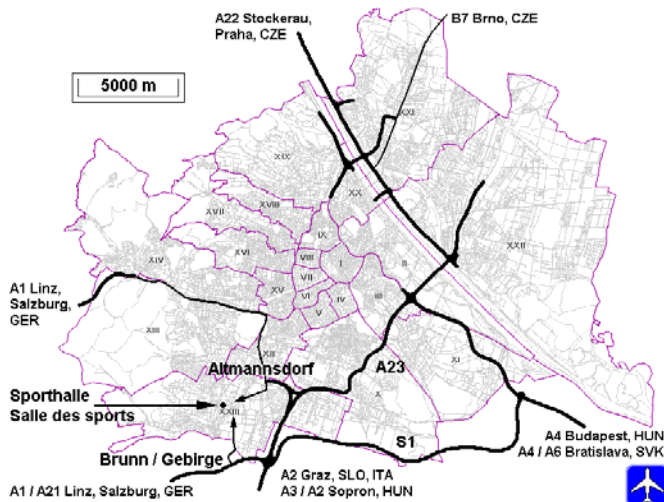 A22 Stockerau,
Praha, CZE
B7 Brno, CZE
5000 m
XXI
XIX
XX
XVIII
XVII
IX
XXII
XVI
VIII
I
II
XIV
VII
A1 Linz,
Salzburg,
GER
XV
VI
IV
III
V
XIII
XII
XI
Altmannsdorf
A23
X
Sporthalle
Salle des sports
XXIII
S1
A4 Budapest, HUN
A4 / A6 Bratislava, SVK
Brunn / Gebirge
A1 / A21 Linz, Salzburg, GER
A2 Graz, SLO, ITA
A3 / A2 Sopron, HUN